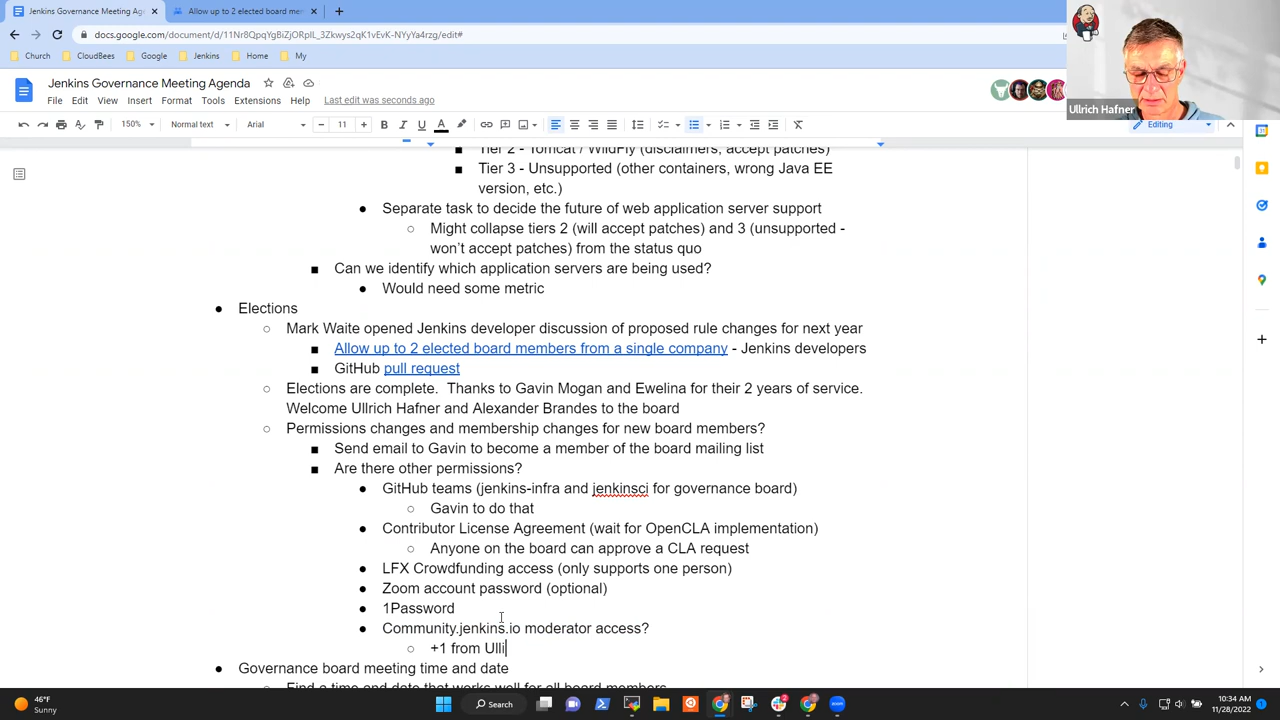 Jenkins Governance Meeting Agenda
Allow up to 2 elected board mem
docs.google.com/document/d/11Nr8QpqYgBiZjORpIL_3Zkwys2qK1vEvK-NYyYa4rzg/edit#
Church
CloudBees
Google
Jenkins
Home
My
Jenkins Governance Meeting Agenda
File Edit View Insert Format Tools Extensions Help Last edit was seconds ago
150% Normal text Arial 11 Editing
Ullrich Hafner
Tier 2 - Tomcat / WildFly (disclaimers, accept patches)
Tier 3 - Unsupported (other containers, wrong Java EE
version, etc.)
Separate task to decide the future of web application server support
Might collapse tiers 2 (will accept patches) and 3 (unsupported -
won't accept patches) from the status quo
Can we identify which application servers are being used?
Would need some metric
Elections
Mark Waite opened Jenkins developer discussion of proposed rule changes for next year
Allow up to 2 elected board members from a single company - Jenkins developers
GitHub pull request
Elections are complete.  Thanks to Gavin Mogan and Ewelina for their 2 years of service.
Welcome Ullrich Hafner and Alexander Brandes to the board
Permissions changes and membership changes for new board members?
Send email to Gavin to become a member of the board mailing list
Are there other permissions?
GitHub teams (jenkins-infra and jenkinsci for governance board)
Gavin to do that
Contributor License Agreement (wait for OpenCLA implementation)
Anyone on the board can approve a CLA request
LFX Crowdfunding access (only supports one person)
Zoom account password (optional)
1Password
Community.jenkins.io moderator access?
+1 from Ulli
Governance board meeting time and date
Find a time and date that works well for all board members
46°F
Sunny
Search
10:34 AM
11/28/2022